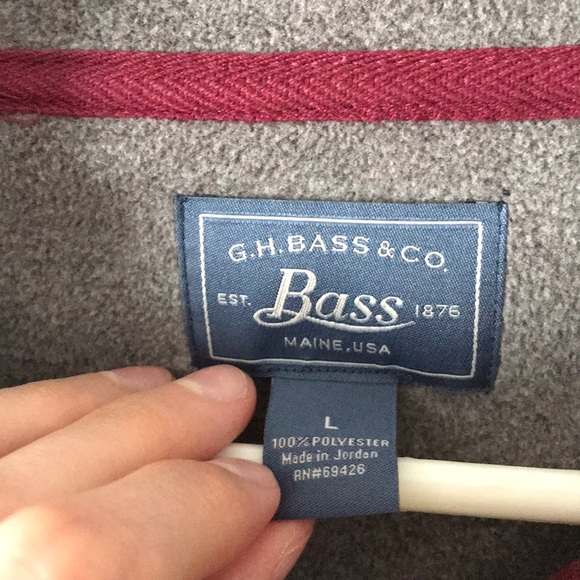 G.H.BASS & CO.
EST. Bass 1876
MAINE, USA
L
100% POLYESTER
Made in Jordan
RN#69426